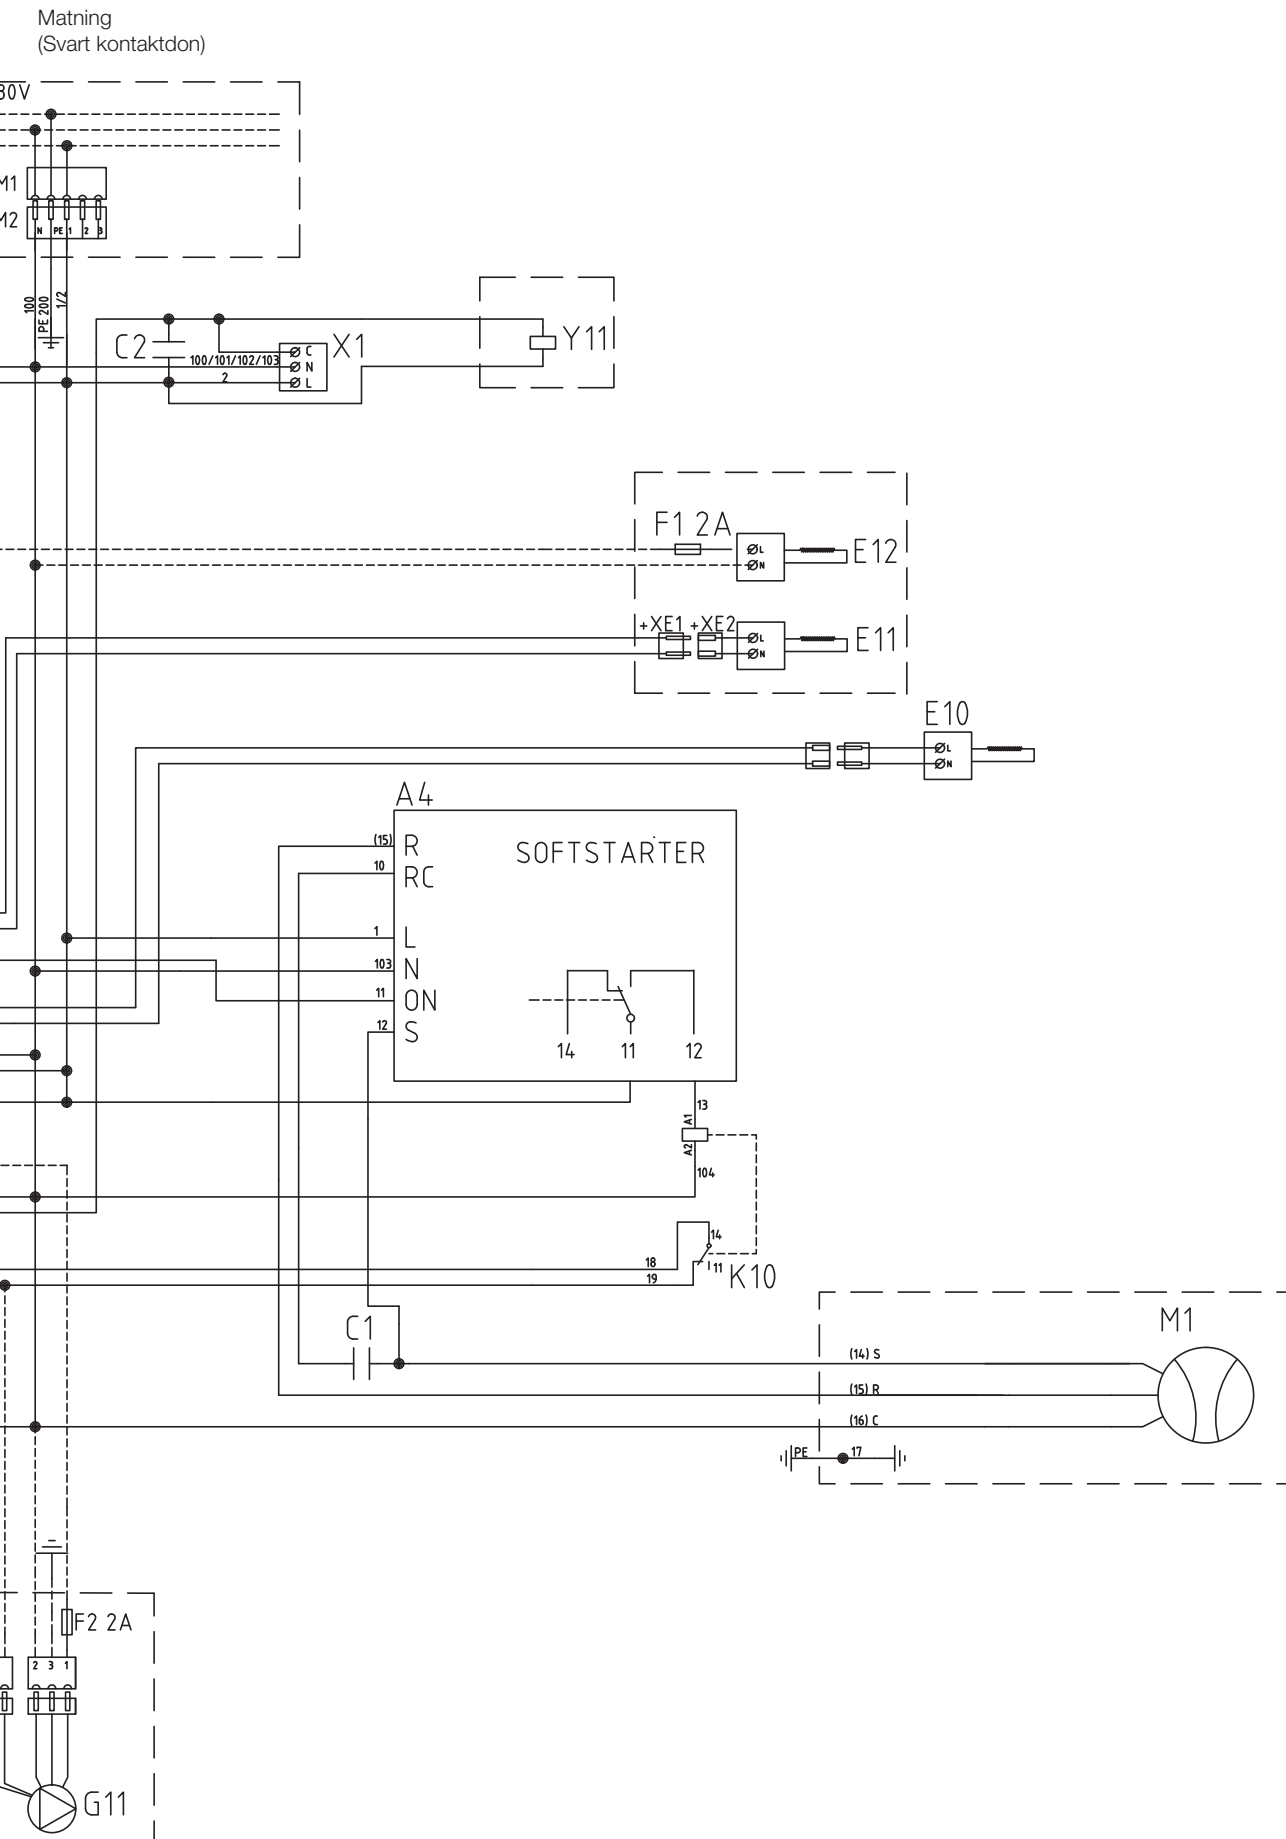 Matning
(Svart kontaktdon)
30V
M1
M2
N PE 1 2 3
100
PE 200
1/2
C2
X1
Y11
C
100/101/102/103
N
2
L
F1 2A
L
N
E12
+XE1 +XE2
L
N
E11
E10
L
N
A4
SOFTSTARTER
(15) R
10 RC
1 L
103 N
11 ON
12 S
14 11 12
13
A1
A2
104
14
18
11
19
K10
C1
M1
(14) S
(15) R
(16) C
PE 17
F2 2A
2 3 1
G11